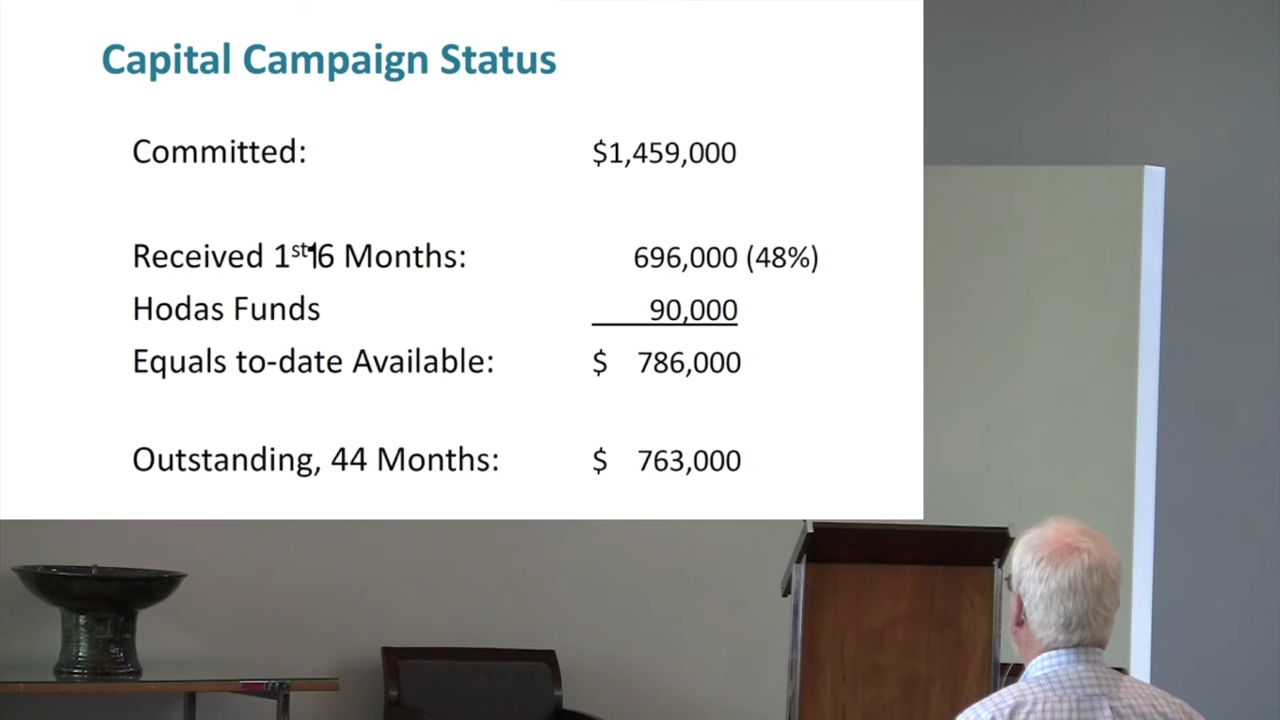 Capital Campaign Status
Committed: $1,459,000
Received 1st 16 Months: 696,000 (48%)
Hodas Funds 90,000
Equals to-date Available: $ 786,000
Outstanding, 44 Months: $ 763,000